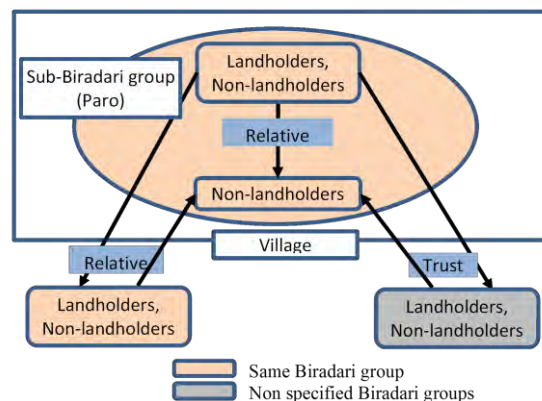 Landholders,
Non-landholders
Sub-Biradari group
(Paro)
Relative
Non-landholders
Village
Relative
Trust
Landholders,
Non-landholders
Landholders,
Non-landholders
Same Biradari group
Non specified Biradari groups